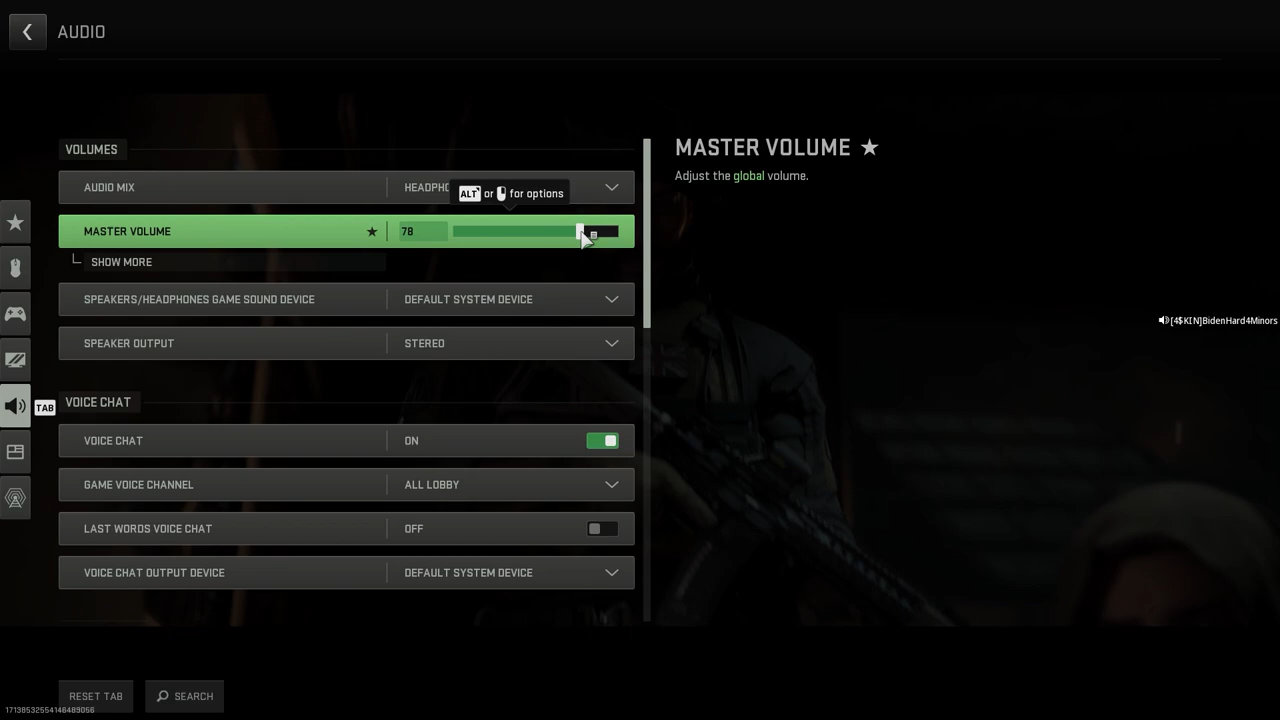 AUDIO
VOLUMES
AUDIO MIX
HEADPHO
ALT or for options
MASTER VOLUME
78
SHOW MORE
SPEAKERS/HEADPHONES GAME SOUND DEVICE
DEFAULT SYSTEM DEVICE
SPEAKER OUTPUT
STEREO
TAB
VOICE CHAT
VOICE CHAT
ON
GAME VOICE CHANNEL
ALL LOBBY
LAST WORDS VOICE CHAT
OFF
VOICE CHAT OUTPUT DEVICE
DEFAULT SYSTEM DEVICE
MASTER VOLUME
Adjust the global volume.
[4$KIN]BidenHard4Minors
RESET TAB
SEARCH
17138532554146489056